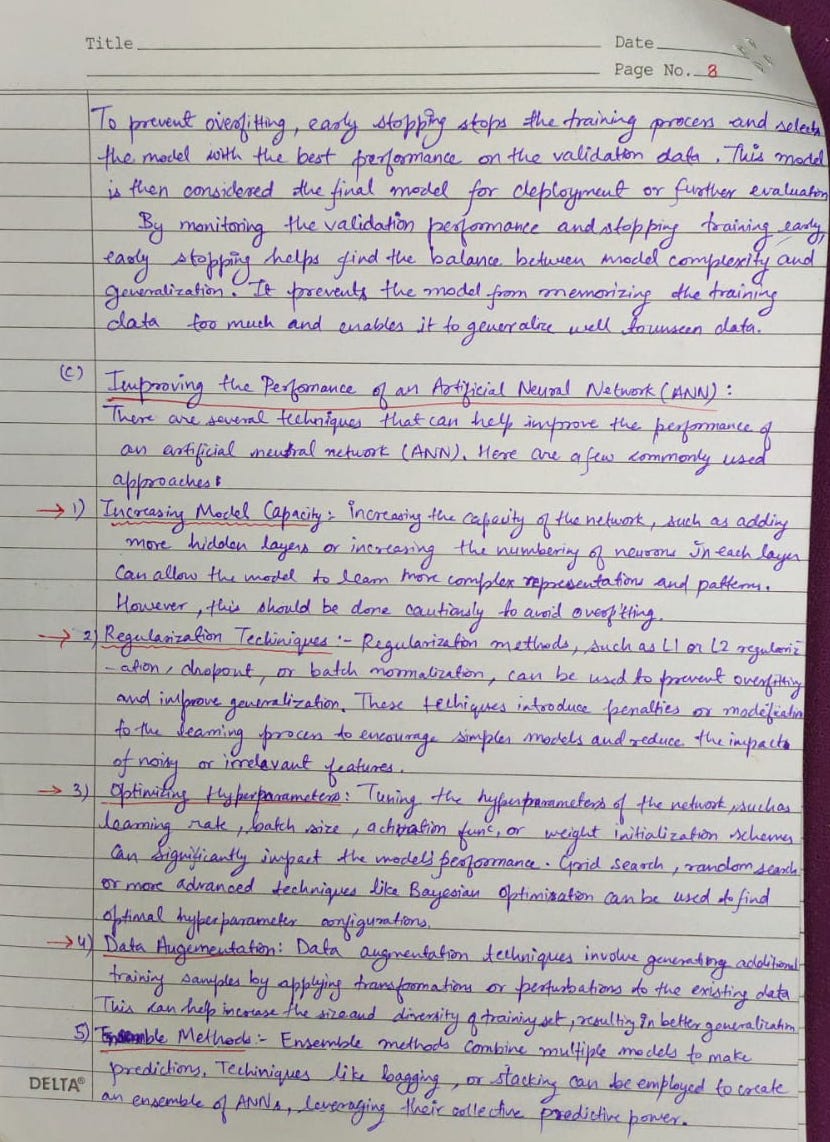 Title
Date
Page No. 8
To prevent overfitting, early stopping stops the training process and selects
the model with the best performance on the validation data. This model
is then considered the final model for deployment or further evaluation
By monitoring the validation performance and stopping training early,
early stopping helps find the balance between model complexity and
generalization. It prevents the model from memorizing the training
data too much and enables it to generalize well to unseen data.
(C) Improving the Perfomance of an Artificial Neural Network (ANN) :
There are several techniques that can help improve the performance of
an artificial neutral network (ANN). Here are a few commonly used
approaches:
→ 1) Increasing Model Capacity: increasing the capacity of the network, such as adding
more hidden layers or increasing the numbering of neurons in each layer
Can allow the model to learn more complex representations and patterns.
However, this should be done cautiously to avoid overfitting.
→ 2) Regularization Techiniques :- Regularization methods, such as L1 or L2 regulariz
-ation, dropout, or batch normalization, can be used to prevent overfitting
and improve generalization. These techiques introduce penalties or modification
to the learning process to encourage simpler models and reduce the impacts
of noisy or irrelavant features.
→ 3) Optimizing Hyperparameters: Tuning the hyperparameters of the network, such as
learning rate, batch size, activation func, or weight initialization schemes
Can significantly impact the model's performance. Grid search, random search
or more advanced techniques like Bayesian optimization can be used to find
optimal hyperparameter configurations.
→ 4) Data Augementation: Data augmentation techniques involve generating additional
training samples by applying transformations or perturbations to the existing data
This can help increase the size and diversity of training set, resulting in better generalization
5) Ensemble Methods :- Ensemble methods combine multiple models to make
predictions. Techiniques like bagging, or stacking can be employed to create
an ensemble of ANNs, leveraging their collective predictive power.
DELTA®